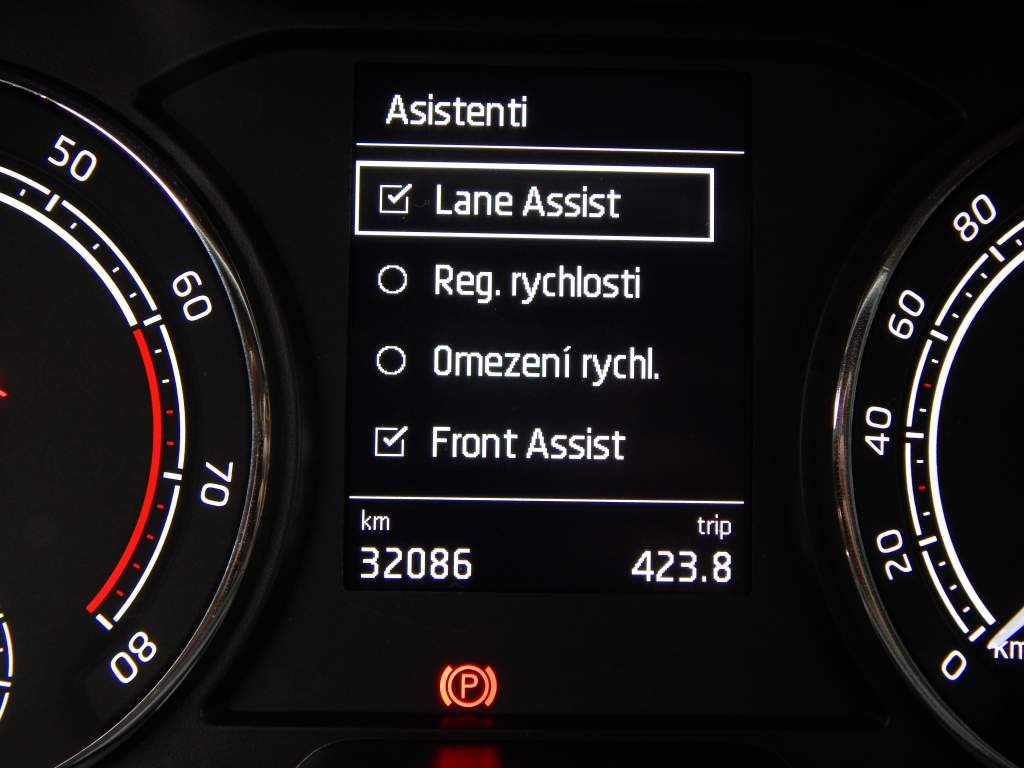 Asistenti
Lane Assist
Reg. rychlosti
Omezení rychl.
Front Assist
km trip
32086 423.8
50
60
70
80
80
60
40
20
0
km
P